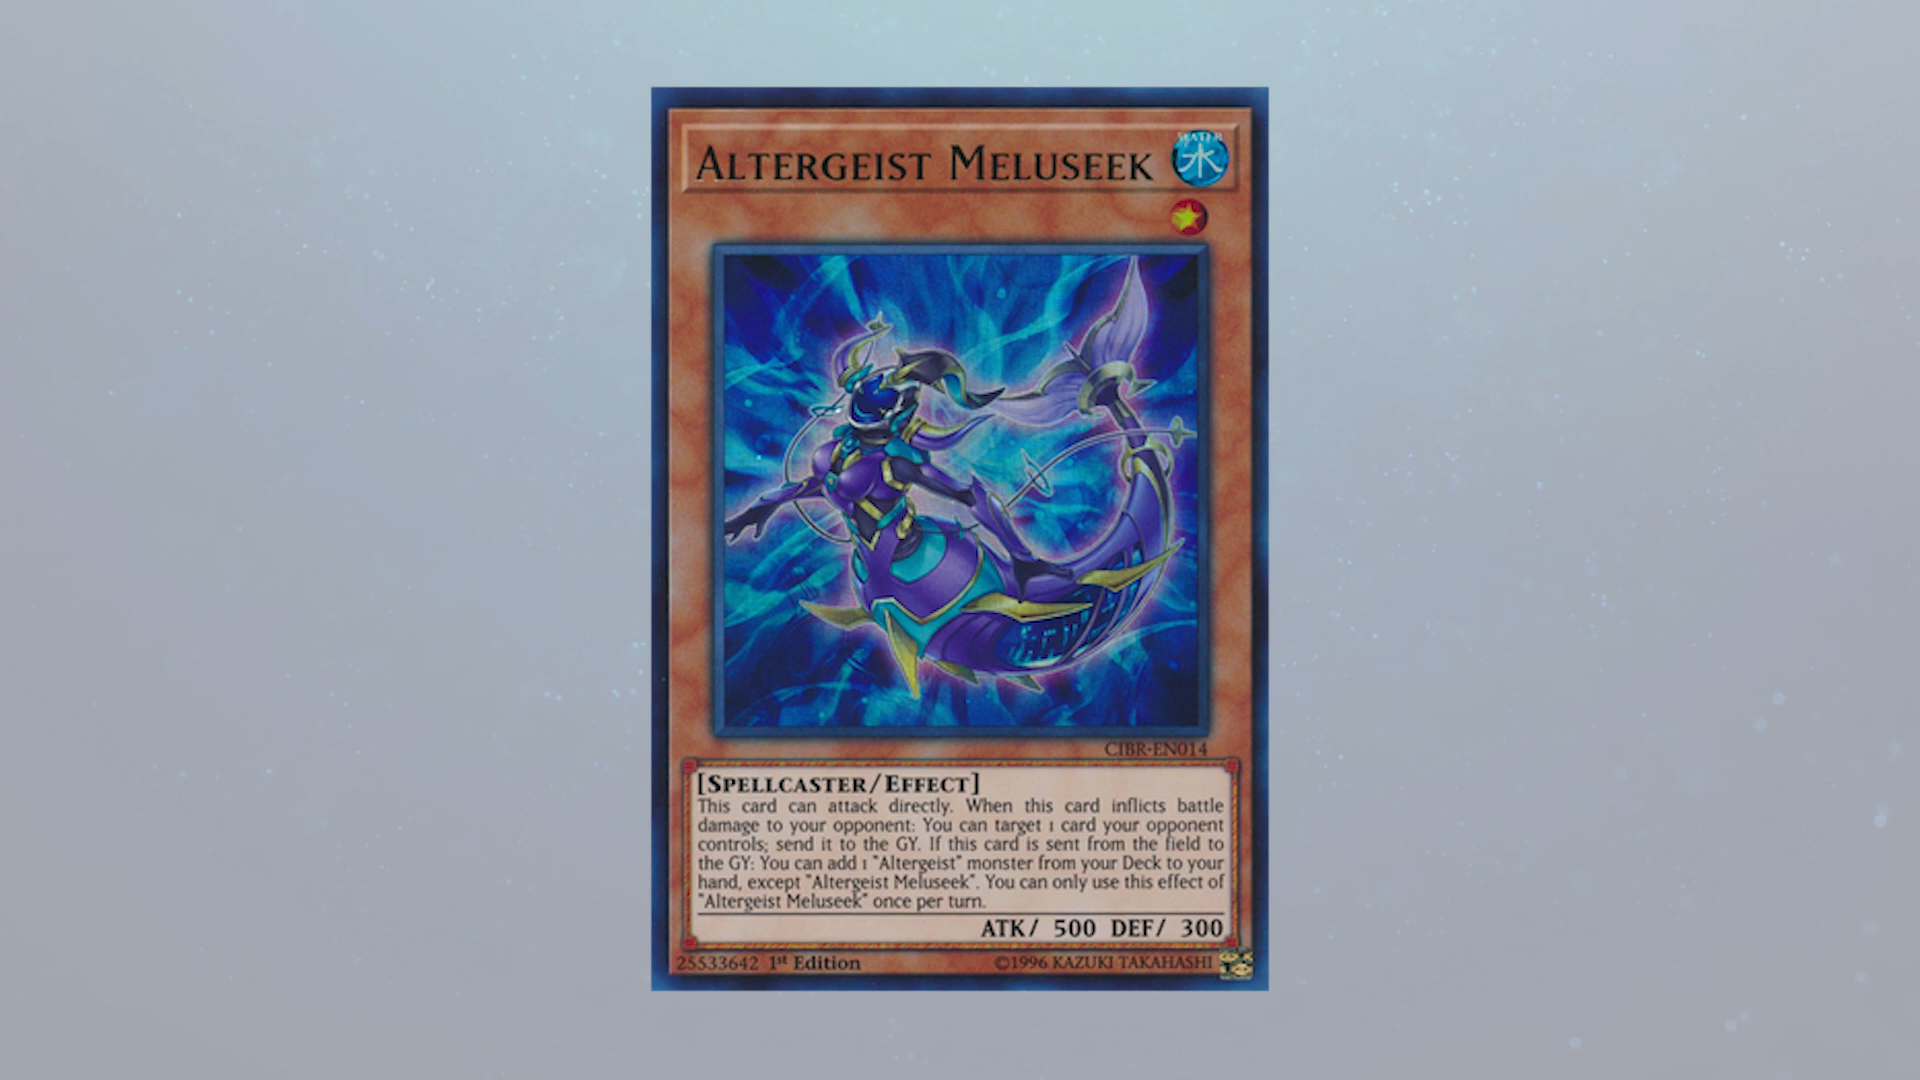 ALTERGEIST MELUSEEK
WATER
水
CIBR-EN014
[SPELLCASTER/EFFECT]
This card can attack directly. When this card inflicts battle
damage to your opponent: You can target 1 card your opponent
controls; send it to the GY. If this card is sent from the field to
the GY: You can add 1 "Altergeist" monster from your Deck to your
hand, except "Altergeist Meluseek". You can only use this effect of
"Altergeist Meluseek" once per turn.
ATK/ 500 DEF/ 300
25533642 1st Edition ©1996 KAZUKI TAKAHASHI